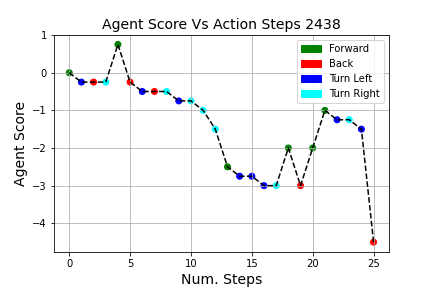 Agent Score Vs Action Steps 2438
1
0
−1
−2
−3
−4
Agent Score
Forward
Back
Turn Left
Turn Right
0 5 10 15 20 25
Num. Steps